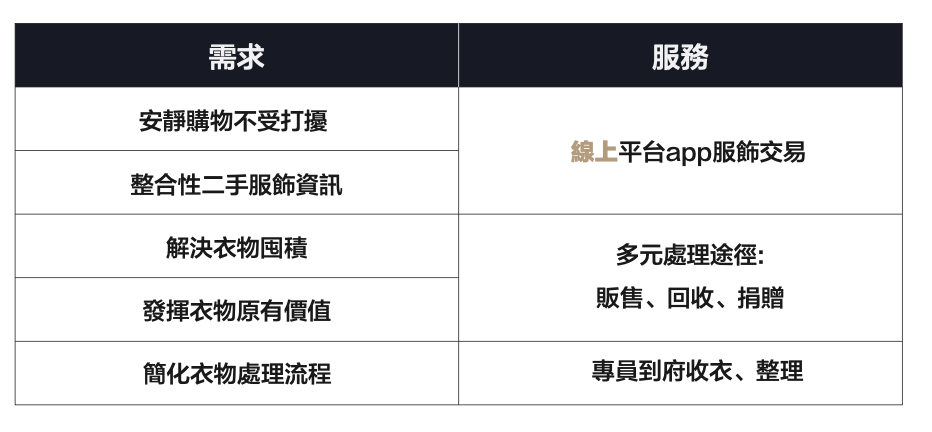 需求
服務
安靜購物不受打擾
整合性二手服飾資訊
線上平台app服飾交易
解決衣物囤積
發揮衣物原有價值
多元處理途徑:
販售、回收、捐贈
簡化衣物處理流程
專員到府收衣、整理